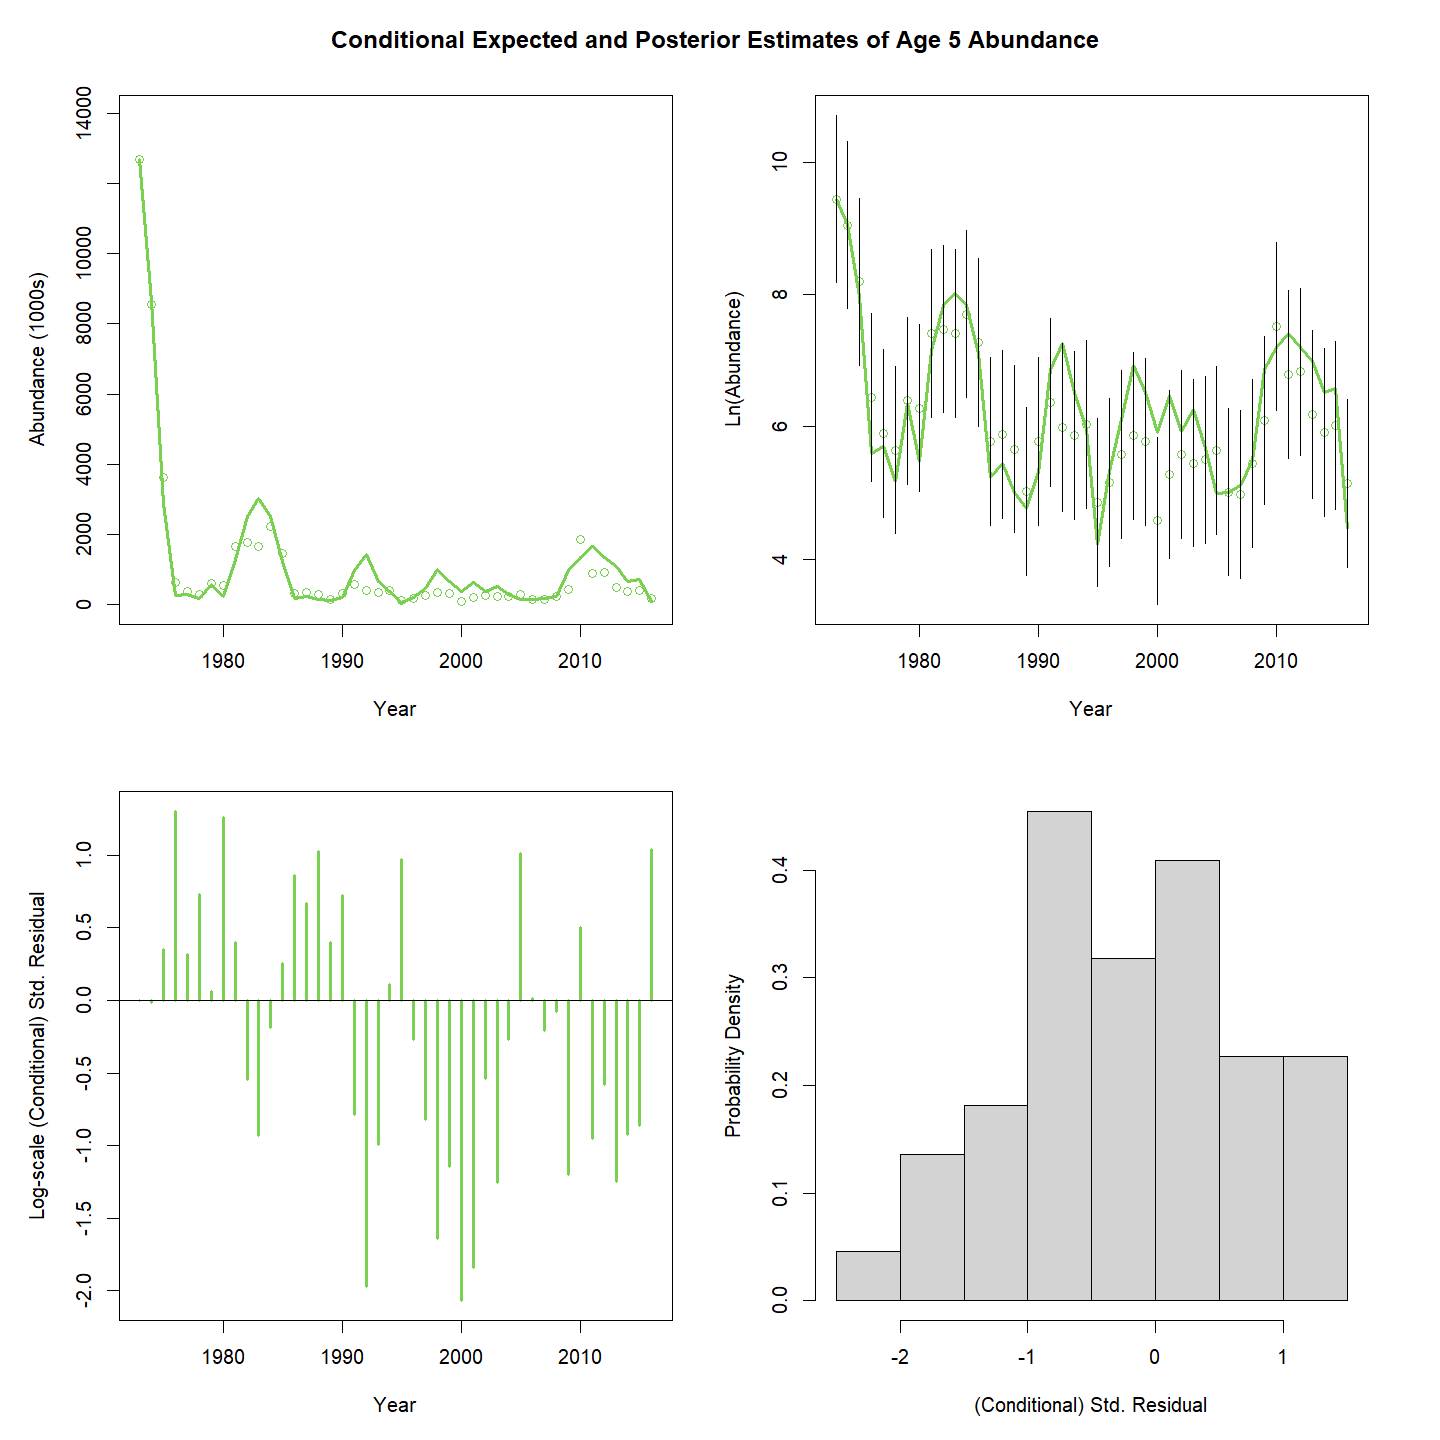 Conditional Expected and Posterior Estimates of Age 5 Abundance
Abundance (1000s)
14000
10000
8000
6000
4000
2000
0
1980 1990 2000 2010
Year
Ln(Abundance)
10
8
6
4
1980 1990 2000 2010
Year
Log-scale (Conditional) Std. Residual
1.0
0.5
0.0
-0.5
-1.0
-1.5
-2.0
1980 1990 2000 2010
Year
Probability Density
0.4
0.3
0.2
0.1
0.0
-2 -1 0 1
(Conditional) Std. Residual